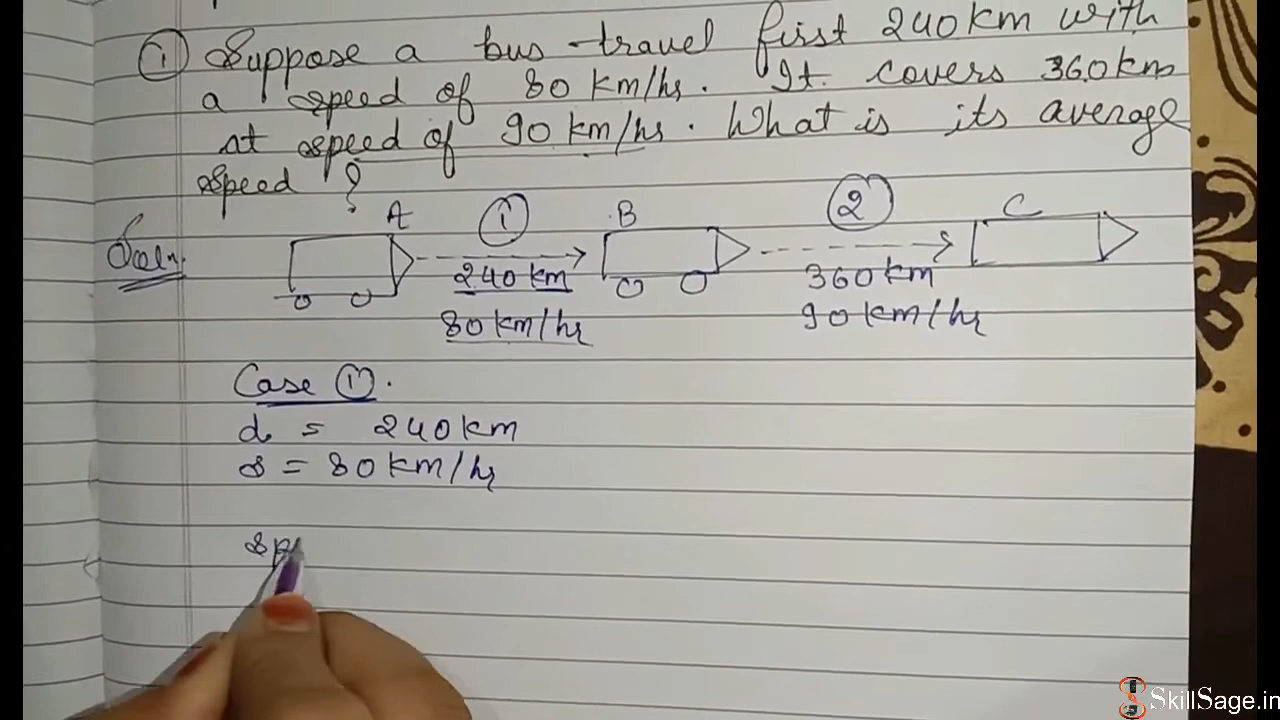 ① Suppose a bus travel first 240 km with
a speed of 80 km/hr. It covers 360 km
at speed of 90 km/hr. What is its average
speed ?
Soln.
A ① B ② C
240 km 360 km
80 km/hr 90 km/hr
Case ①.
d = 240 km
s = 80 km/hr
sp
SkillSage.in